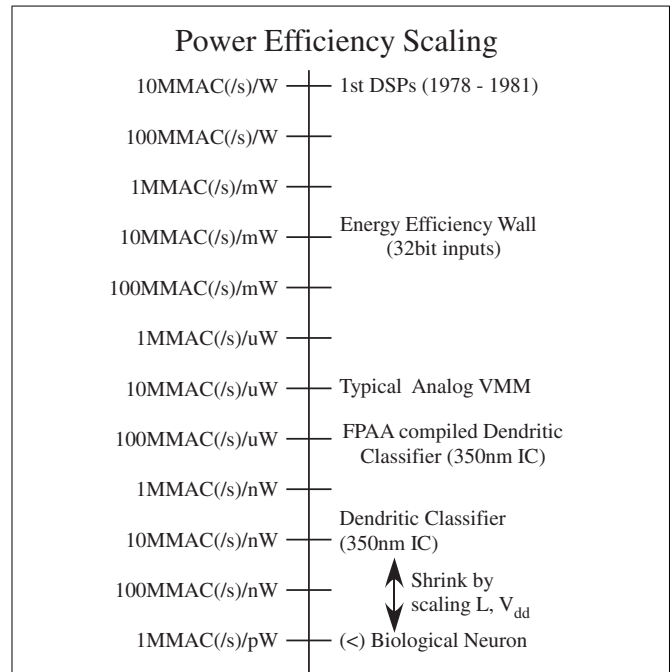 Power Efficiency Scaling
10MMAC(/s)/W
1st DSPs (1978 - 1981)
100MMAC(/s)/W
1MMAC(/s)/mW
10MMAC(/s)/mW
Energy Efficiency Wall
(32bit inputs)
100MMAC(/s)/mW
1MMAC(/s)/uW
10MMAC(/s)/uW
Typical Analog VMM
100MMAC(/s)/uW
FPAA compiled Dendritic
Classifier (350nm IC)
1MMAC(/s)/nW
10MMAC(/s)/nW
Dendritic Classifier
(350nm IC)
100MMAC(/s)/nW
Shrink by
scaling L, Vdd
1MMAC(/s)/pW
(<) Biological Neuron